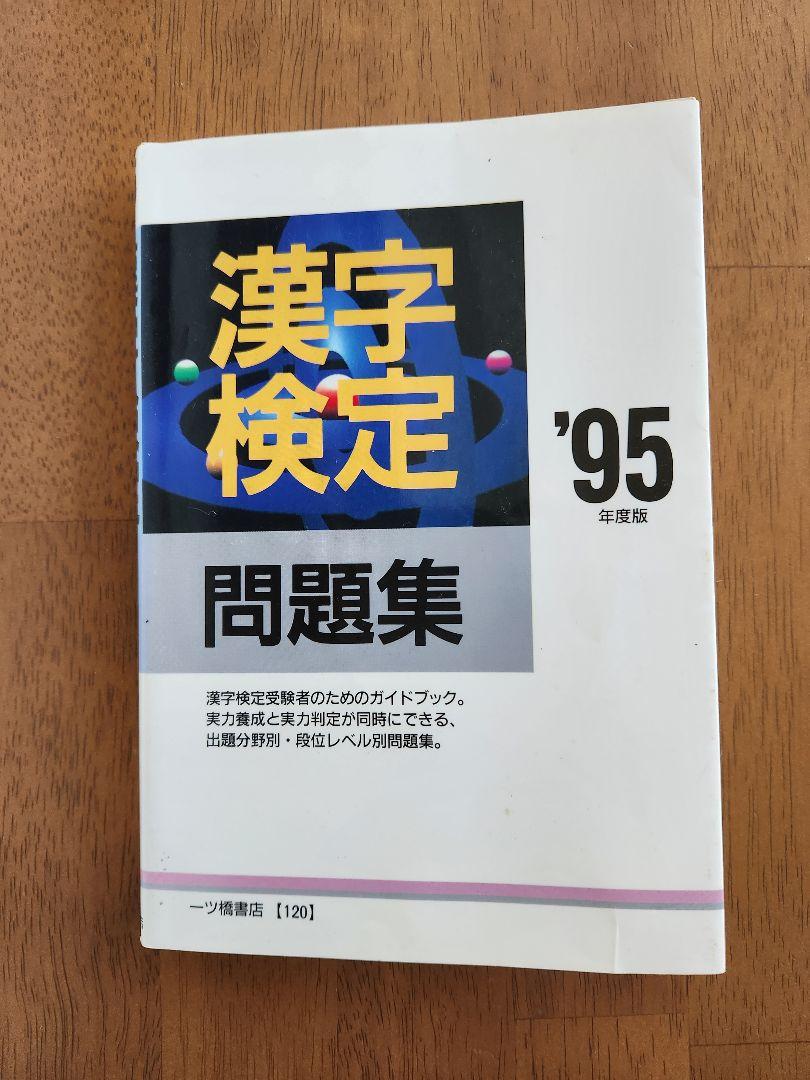 漢字
検定
問題集
'95
年度版
漢字検定受験者のためのガイドブック。
実力養成と実力判定が同時にできる、
出題分野別・段位レベル別問題集。
一ツ橋書店【120】